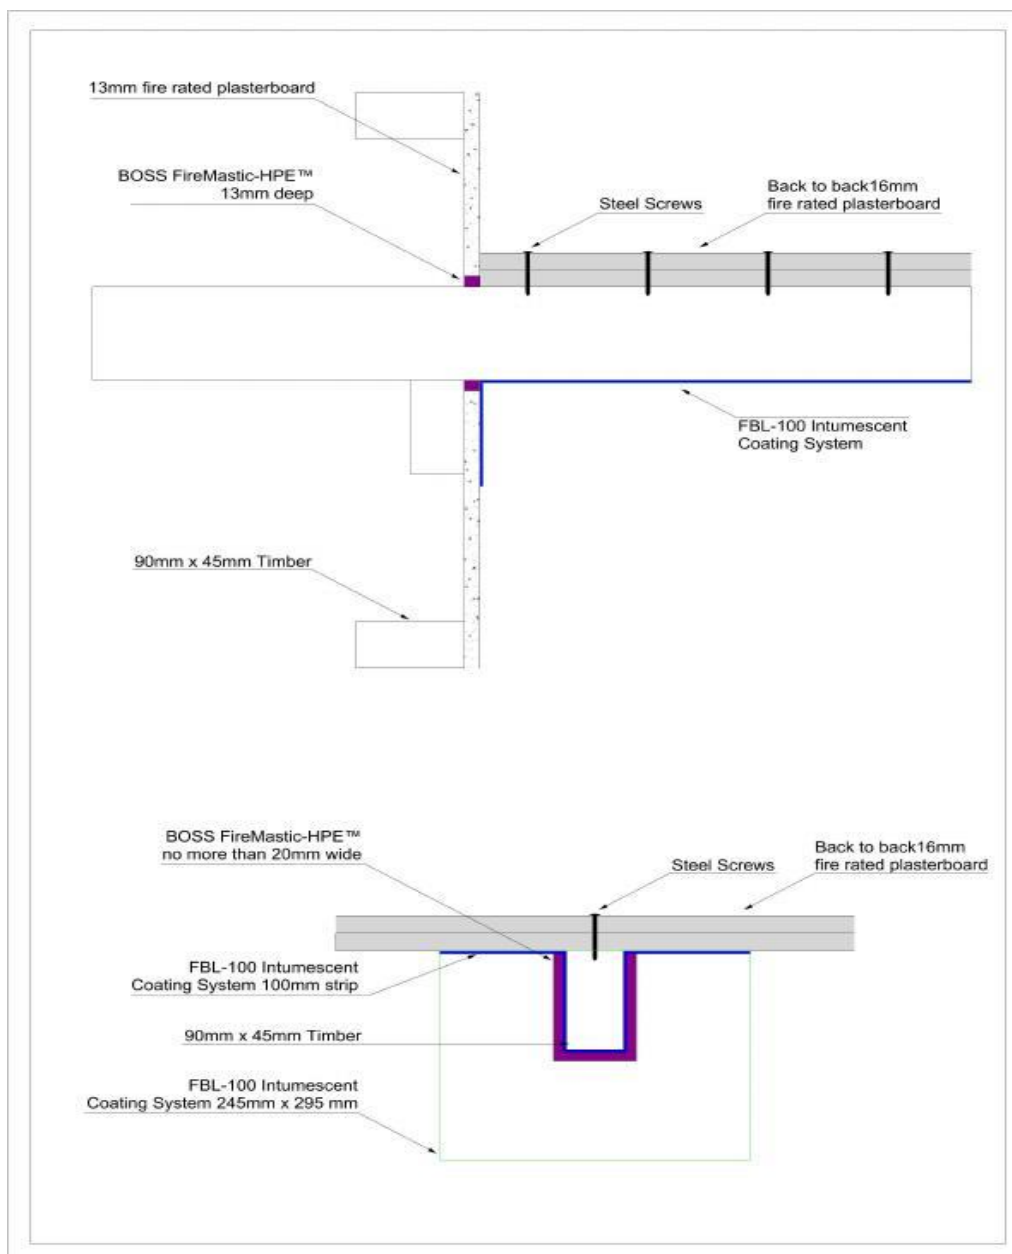 13mm fire rated plasterboard
BOSS FireMastic-HPE™
13mm deep
Steel Screws
Back to back16mm
fire rated plasterboard
FBL-100 Intumescent
Coating System
90mm x 45mm Timber
BOSS FireMastic-HPE™
no more than 20mm wide
Steel Screws
Back to back16mm
fire rated plasterboard
FBL-100 Intumescent
Coating System 100mm strip
90mm x 45mm Timber
FBL-100 Intumescent
Coating System 245mm x 295 mm